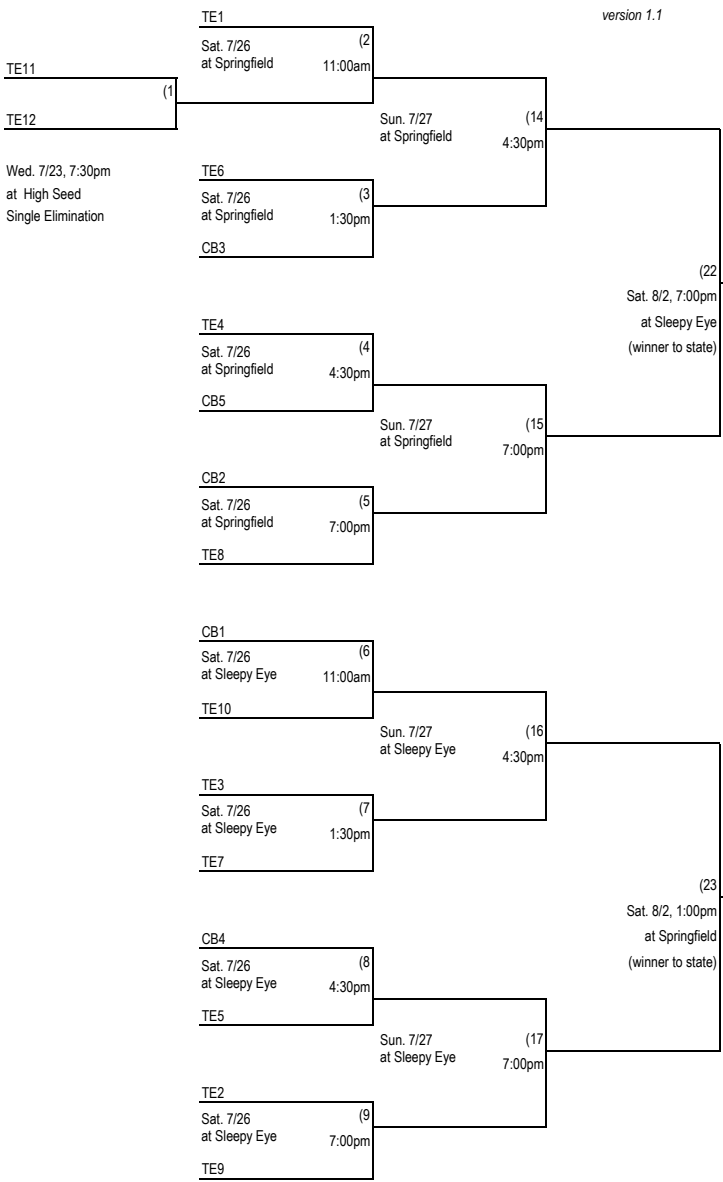 TE1
version 1.1
Sat. 7/26 (2
at Springfield 11:00am
TE11
(1
TE12
Sun. 7/27 (14
at Springfield 4:30pm
Wed. 7/23, 7:30pm
at High Seed
Single Elimination
TE6
Sat. 7/26 (3
at Springfield 1:30pm
CB3
(22
Sat. 8/2, 7:00pm
at Sleepy Eye
(winner to state)
TE4
Sat. 7/26 (4
at Springfield 4:30pm
CB5
Sun. 7/27 (15
at Springfield 7:00pm
CB2
Sat. 7/26 (5
at Springfield 7:00pm
TE8
CB1
Sat. 7/26 (6
at Sleepy Eye 11:00am
TE10
Sun. 7/27 (16
at Sleepy Eye 4:30pm
TE3
Sat. 7/26 (7
at Sleepy Eye 1:30pm
TE7
(23
Sat. 8/2, 1:00pm
at Springfield
(winner to state)
CB4
Sat. 7/26 (8
at Sleepy Eye 4:30pm
TE5
Sun. 7/27 (17
at Sleepy Eye 7:00pm
TE2
Sat. 7/26 (9
at Sleepy Eye 7:00pm
TE9